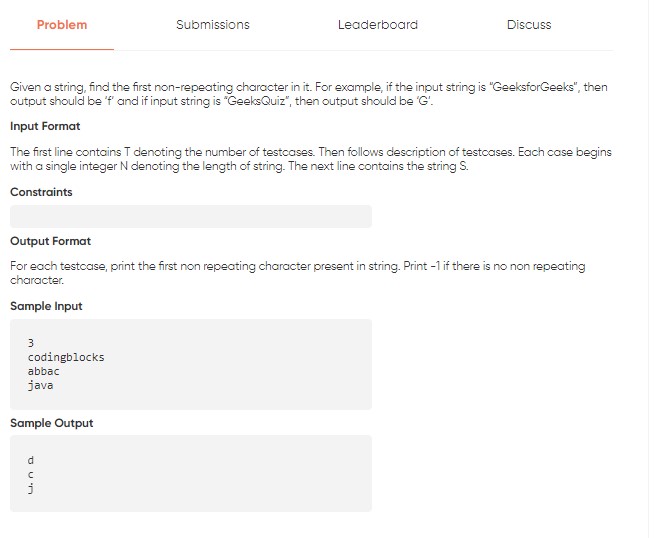 Problem
Submissions
Leaderboard
Discuss
Given a string, find the first non-repeating character in it. For example, if the input string is "GeeksforGeeks", then
output should be 'f' and if input string is "GeeksQuiz", then output should be 'G'.
Input Format
The first line contains T denoting the number of testcases. Then follows description of testcases. Each case begins
with a single integer N denoting the length of string. The next line contains the string S.
Constraints
Output Format
For each testcase, print the first non repeating character present in string. Print -1 if there is no non repeating
character.
Sample Input
3
codingblocks
abbac
java
Sample Output
d
c
j